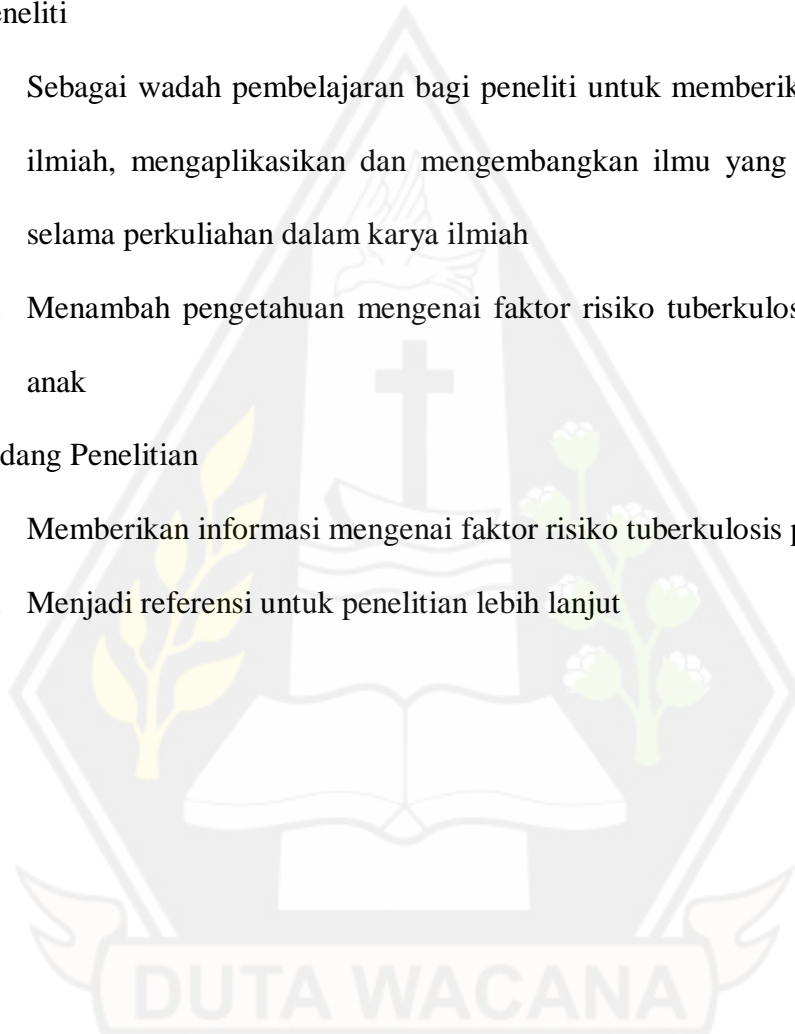 eneliti
Sebagai wadah pembelajaran bagi peneliti untuk memberik
ilmiah, mengaplikasikan dan mengembangkan ilmu yang
selama perkuliahan dalam karya ilmiah
Menambah pengetahuan mengenai faktor risiko tuberkulos
anak
dang Penelitian
Memberikan informasi mengenai faktor risiko tuberkulosis p
Menjadi referensi untuk penelitian lebih lanjut
DUTA WACANA